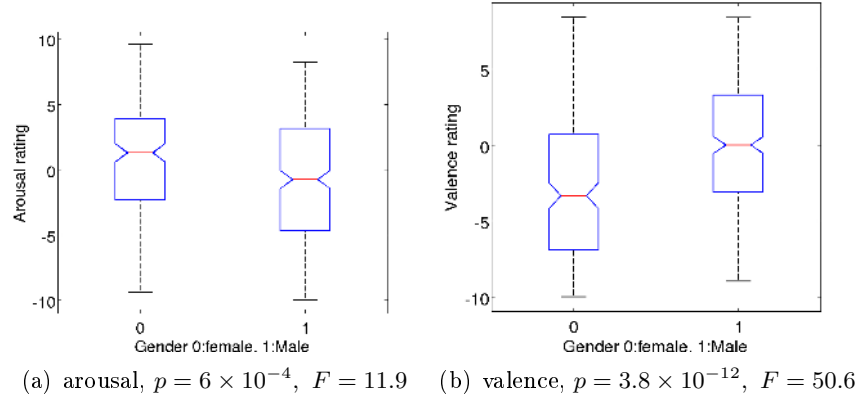 10
5
0
-5
-10
Arousal rating
0 1
Gender 0:female. 1:Male
(a) arousal, p = 6 × 10⁻⁴, F = 11.9
5
0
-5
-10
Valence rating
0 1
Gender 0:female. 1:Male
(b) valence, p = 3.8 × 10⁻¹², F = 50.6